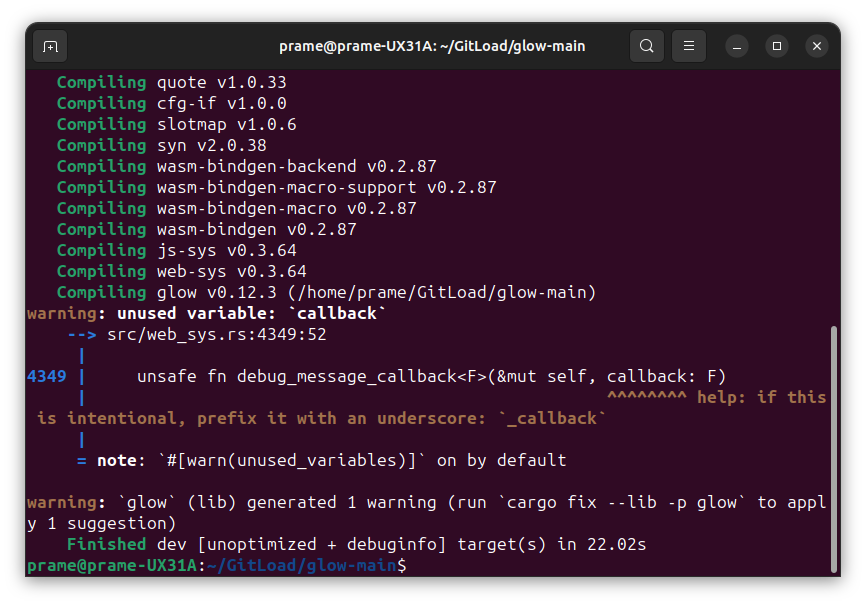 prame@prame-UX31A: ~/GitLoad/glow-main
Compiling quote v1.0.33
Compiling cfg-if v1.0.0
Compiling slotmap v1.0.6
Compiling syn v2.0.38
Compiling wasm-bindgen-backend v0.2.87
Compiling wasm-bindgen-macro-support v0.2.87
Compiling wasm-bindgen-macro v0.2.87
Compiling wasm-bindgen v0.2.87
Compiling js-sys v0.3.64
Compiling web-sys v0.3.64
Compiling glow v0.12.3 (/home/prame/GitLoad/glow-main)
warning: unused variable: `callback`
--> src/web_sys.rs:4349:52
|
4349 |     unsafe fn debug_message_callback<F>(&mut self, callback: F)
|                                                    ^^^^^^^^ help: if this
is intentional, prefix it with an underscore: `_callback`
|
= note: `#[warn(unused_variables)]` on by default
warning: `glow` (lib) generated 1 warning (run `cargo fix --lib -p glow` to appl
y 1 suggestion)
Finished dev [unoptimized + debuginfo] target(s) in 22.02s
prame@prame-UX31A:~/GitLoad/glow-main$